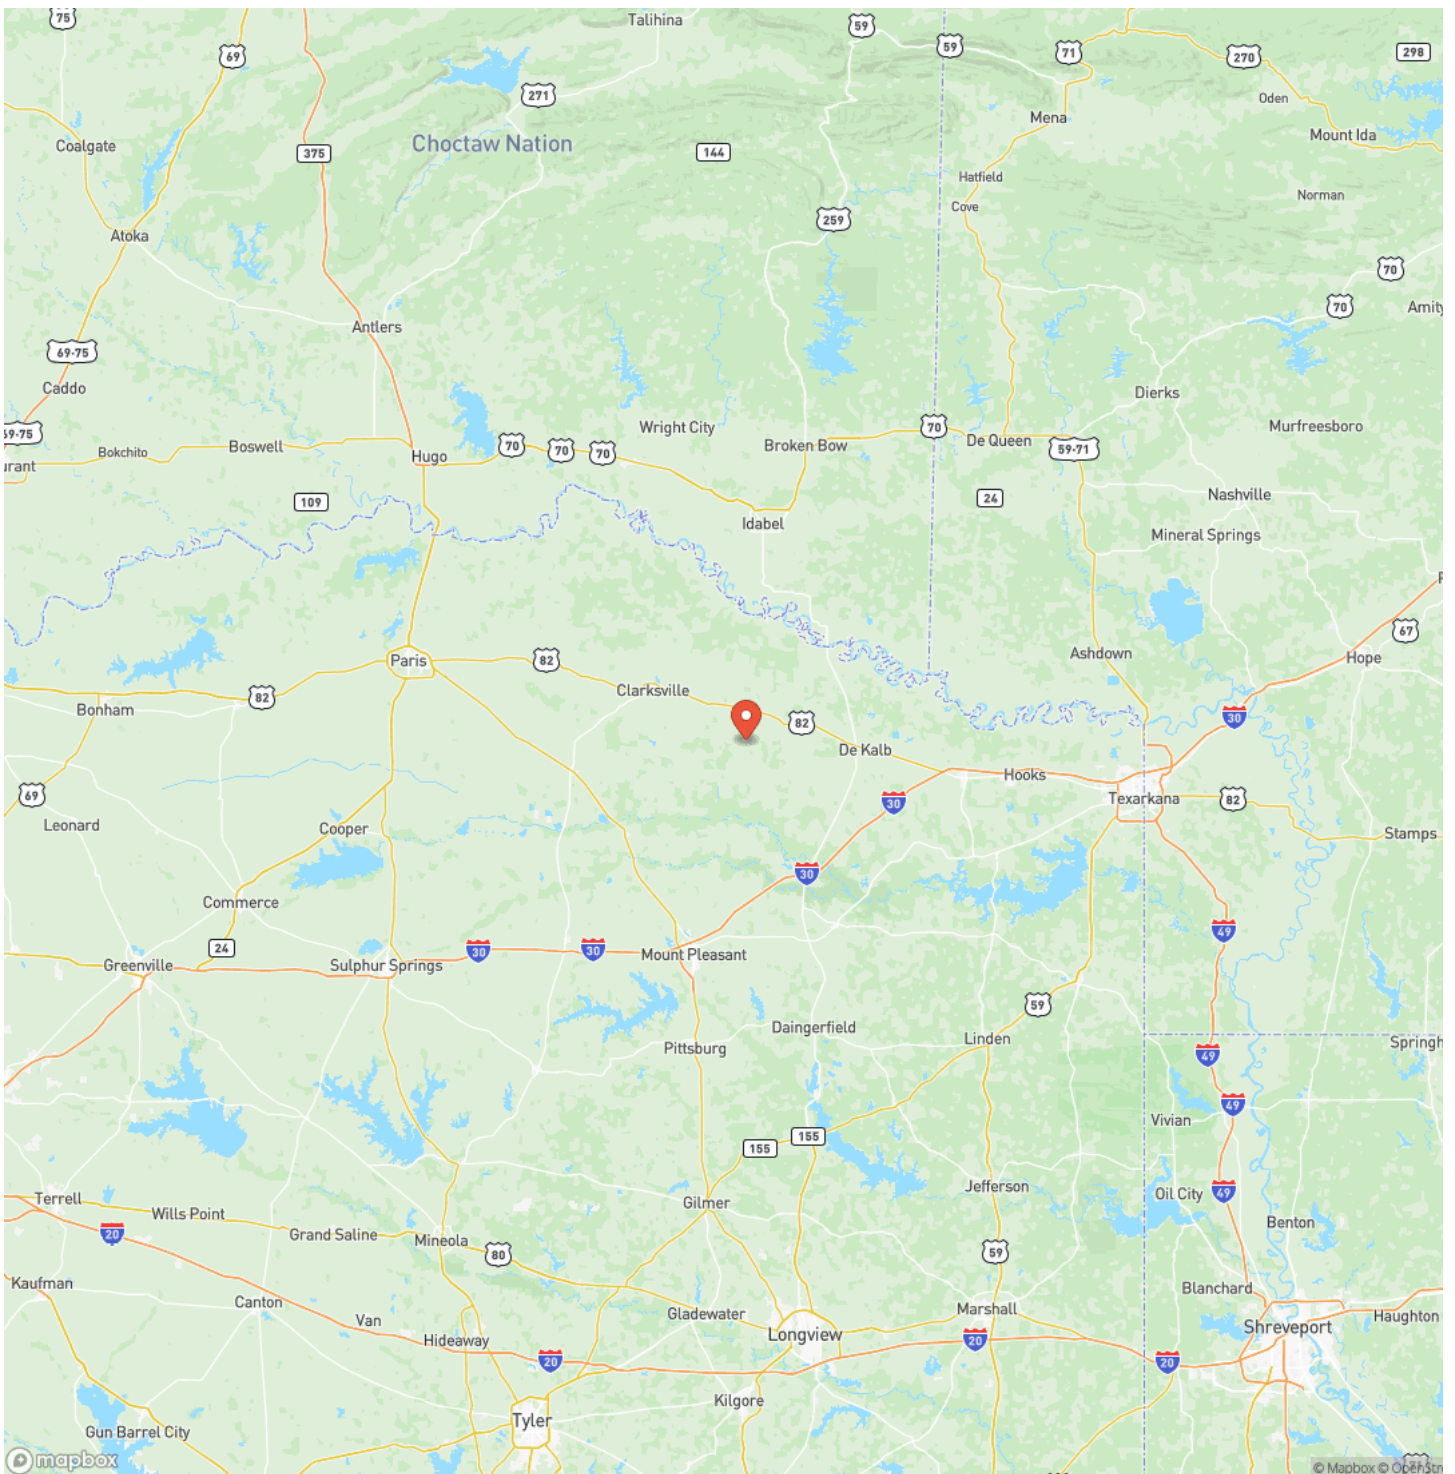 75
Talihina
59
59
71
270
298
69
271
Oden
Mena
Mount Ida
Coalgate
Choctaw Nation
375
144
Hatfield
Norman
Cove
259
Atoka
70
70
Amity
Antlers
69-75
Caddo
Dierks
Wright City
Murfreesboro
69-75
Boswell
70
70
70
Broken Bow
70
De Queen
59-71
Bokchito
Hugo
urant
109
24
Nashville
Idabel
Mineral Springs
67
Ashdown
Hope
Paris
82
Clarksville
82
Bonham
82
30
De Kalb
Hooks
69
30
Texarkana
82
Leonard
Cooper
Stamps
30
Commerce
24
30
30
49
Greenville
Sulphur Springs
Mount Pleasant
59
Daingerfield
Linden
Pittsburg
Springh
49
49
Vivian
155
155
Jefferson
49
Oil City
Terrell
Wills Point
Gilmer
Benton
20
Grand Saline
Mineola
80
59
Kaufman
Canton
Blanchard
Gladewater
Marshall
Haughton
Van
Hideaway
Longview
20
Shreveport
20
20
Kilgore
Tyler
Gun Barrel City
mapbox
© Mapbox © OpenStr